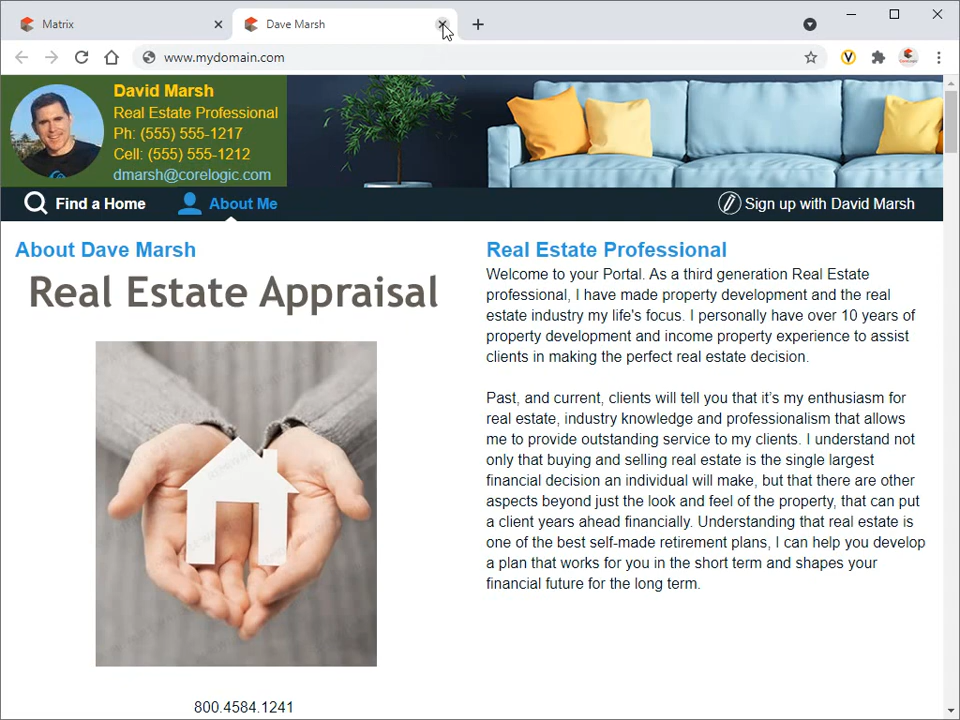 Matrix
Dave Marsh
www.mydomain.com
David Marsh
Real Estate Professional
Ph: (555) 555-1217
Cell: (555) 555-1212
dmarsh@corelogic.com
Find a Home
About Me
Sign up with David Marsh
About Dave Marsh
Real Estate Appraisal
800.4584.1241
Real Estate Professional
Welcome to your Portal. As a third generation Real Estate
professional, I have made property development and the real
estate industry my life's focus. I personally have over 10 years of
property development and income property experience to assist
clients in making the perfect real estate decision.
Past, and current, clients will tell you that it’s my enthusiasm for
real estate, industry knowledge and professionalism that allows
me to provide outstanding service to my clients. I understand not
only that buying and selling real estate is the single largest
financial decision an individual will make, but that there are other
aspects beyond just the look and feel of the property, that can put
a client years ahead financially. Understanding that real estate is
one of the best self-made retirement plans, I can help you develop
a plan that works for you in the short term and shapes your
financial future for the long term.